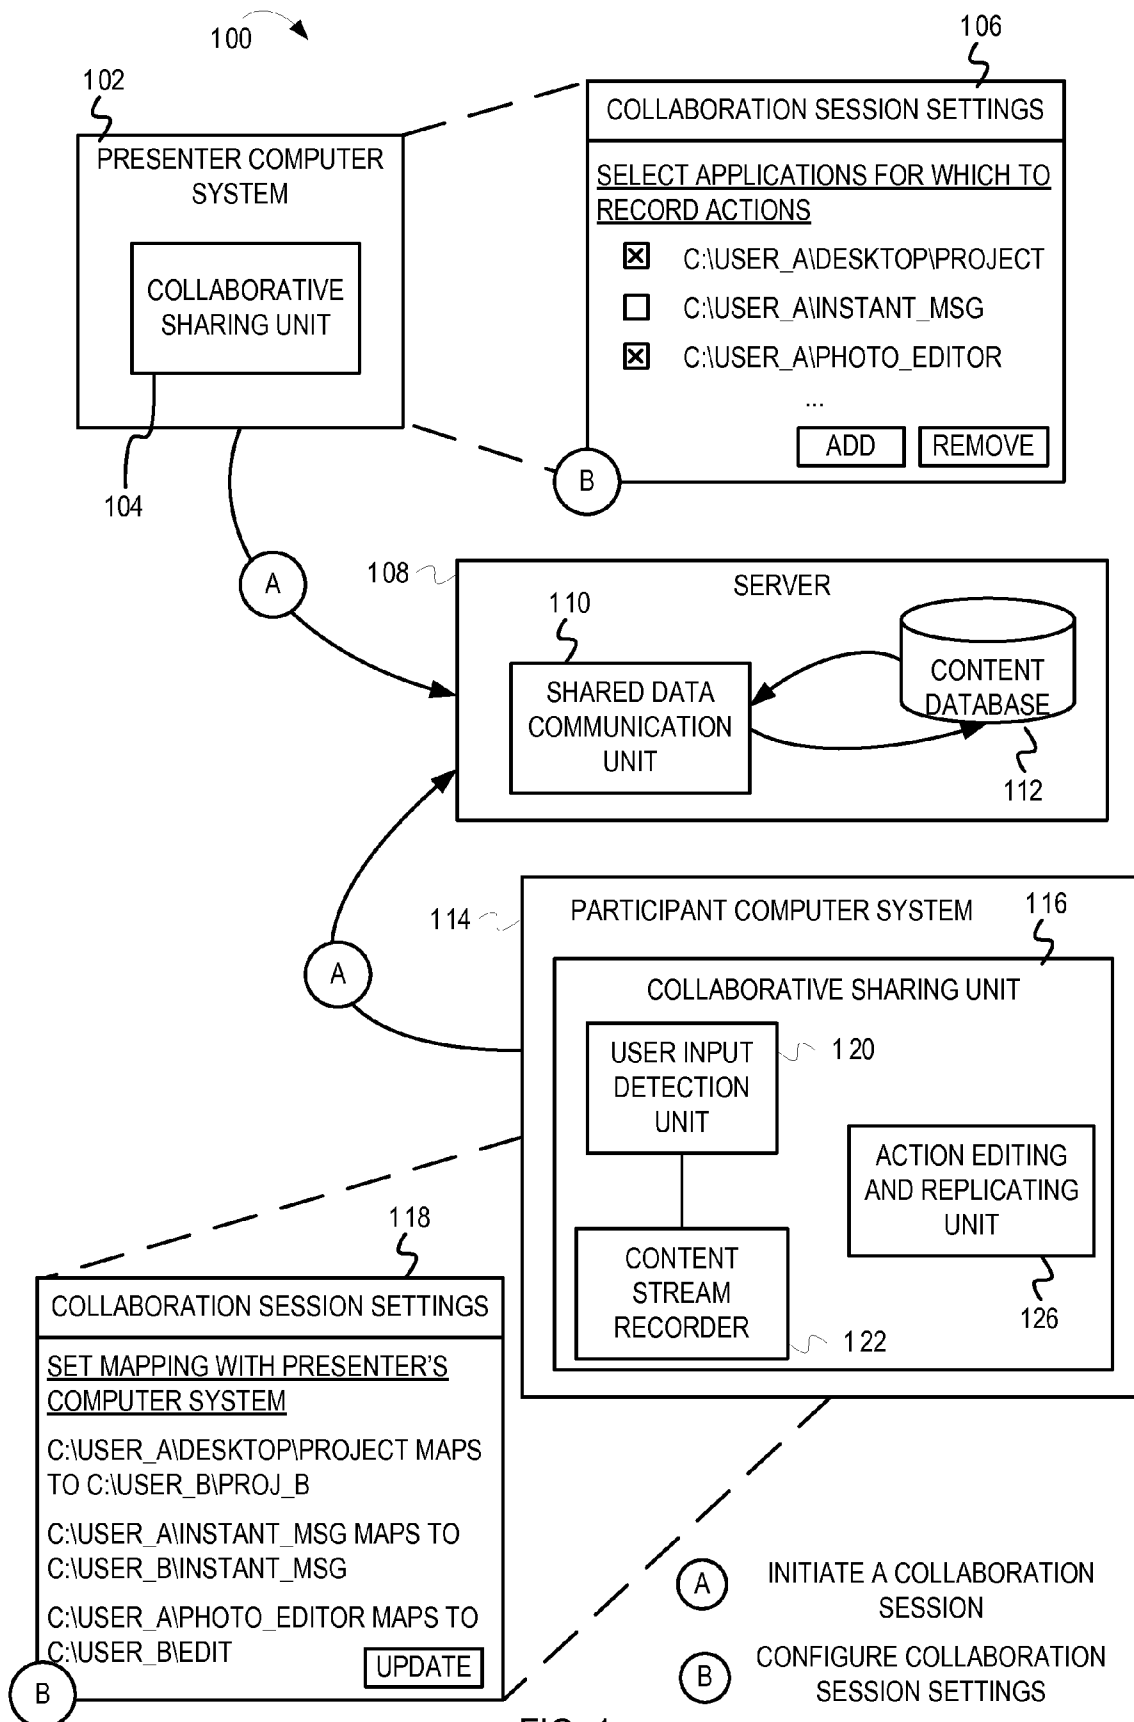 100
102
PRESENTER COMPUTER
SYSTEM
COLLABORATIVE
SHARING UNIT
104
106
COLLABORATION SESSION SETTINGS
SELECT APPLICATIONS FOR WHICH TO
RECORD ACTIONS
C:\USER_A\DESKTOP\PROJECT
C:\USER_A\INSTANT_MSG
C:\USER_A\PHOTO_EDITOR
...
ADD
REMOVE
B
A
108
SERVER
110
SHARED DATA
COMMUNICATION
UNIT
CONTENT
DATABASE
112
A
114
PARTICIPANT COMPUTER SYSTEM
116
COLLABORATIVE SHARING UNIT
USER INPUT
DETECTION
UNIT
120
ACTION EDITING
AND REPLICATING
UNIT
126
CONTENT
STREAM
RECORDER
122
118
COLLABORATION SESSION SETTINGS
SET MAPPING WITH PRESENTER'S
COMPUTER SYSTEM
C:\USER_A\DESKTOP\PROJECT MAPS
TO C:\USER_B\PROJ_B
C:\USER_A\INSTANT_MSG MAPS TO
C:\USER_B\INSTANT_MSG
C:\USER_A\PHOTO_EDITOR MAPS TO
C:\USER_B\EDIT
UPDATE
B
A
INITIATE A COLLABORATION
SESSION
B
CONFIGURE COLLABORATION
SESSION SETTINGS